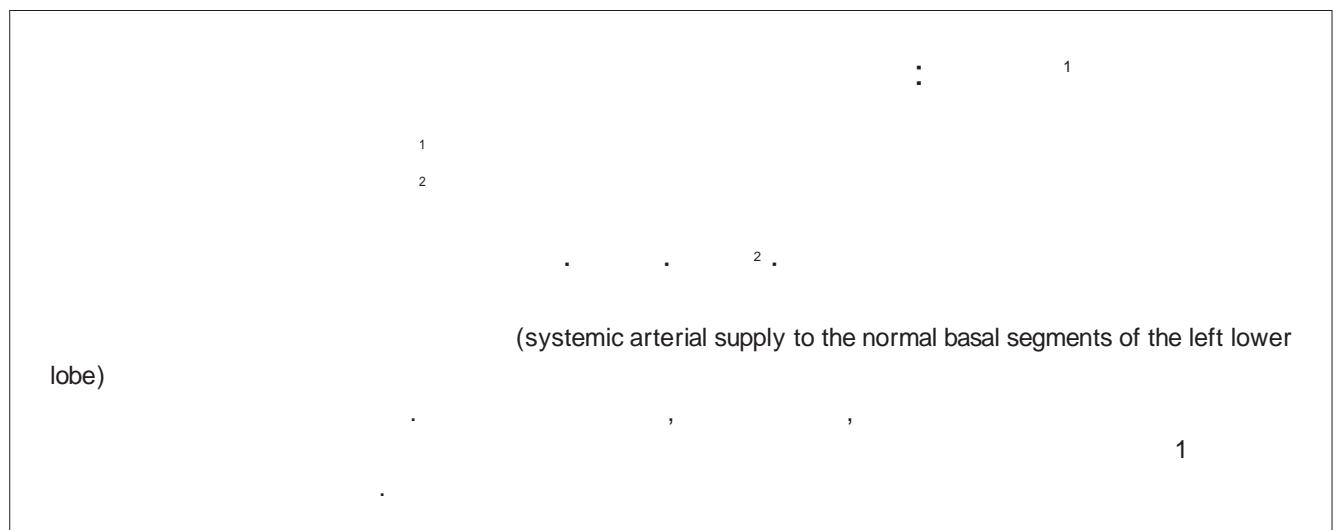 : 1
1
2
. . 2 .
(systemic arterial supply to the normal basal segments of the left lower
lobe)
. , ,
1
.